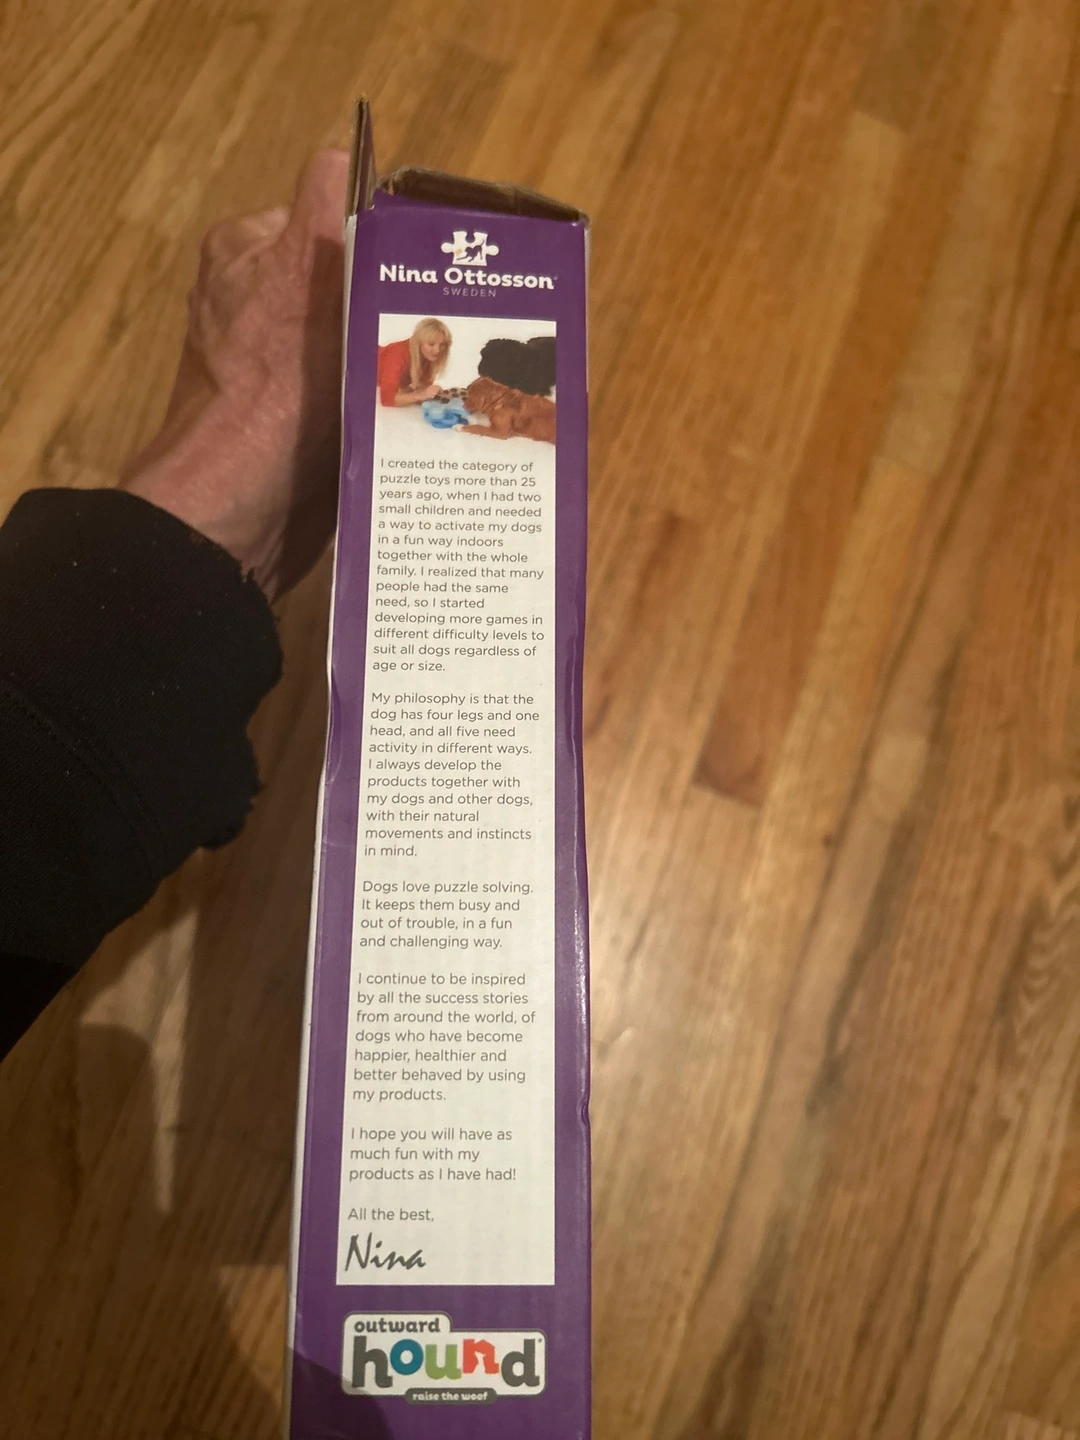 Nina Ottosson
SWEDEN
I created the category of
puzzle toys more than 25
years ago, when I had two
small children and needed
a way to activate my dogs
in a fun way indoors
together with the whole
family. I realized that many
people had the same
need, so I started
developing more games in
different difficulty levels to
suit all dogs regardless of
age or size.
My philosophy is that the
dog has four legs and one
head, and all five need
activity in different ways.
I always develop the
products together with
my dogs and other dogs,
with their natural
movements and instincts
in mind.
Dogs love puzzle solving.
It keeps them busy and
out of trouble, in a fun
and challenging way.
I continue to be inspired
by all the success stories
from around the world, of
dogs who have become
happier, healthier and
better behaved by using
my products.
I hope you will have as
much fun with my
products as I have had!
All the best,
Nina
outward
hound
raise the woof